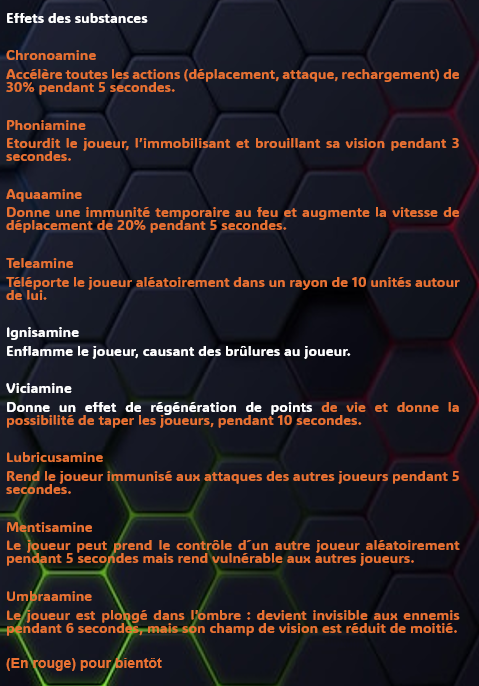 Effets des substances
Chronoamine
Accélère toutes les actions (déplacement, attaque, rechargement) de
30% pendant 5 secondes.
Phoniamine
Etourdit le joueur, l’immobilisant et brouillant sa vision pendant 3
secondes.
Aquaamine
Donne une immunité temporaire au feu et augmente la vitesse de
déplacement de 20% pendant 5 secondes.
Teleamine
Téléporte le joueur aléatoirement dans un rayon de 10 unités autour
de lui.
Ignisamine
Enflamme le joueur, causant des brûlures au joueur.
Viciamine
Donne un effet de régénération de points de vie et donne la
possibilité de taper les joueurs, pendant 10 secondes.
Lubricusamine
Rend le joueur immunisé aux attaques des autres joueurs pendant 5
secondes.
Mentisamine
Le joueur peut prend le contrôle d´un autre joueur aléatoirement
pendant 5 secondes mais rend vulnérable aux autres joueurs.
Umbraamine
Le joueur est plongé dans l'ombre : devient invisible aux ennemis
pendant 6 secondes, mais son champ de vision est réduit de moitié.
(En rouge) pour bientôt